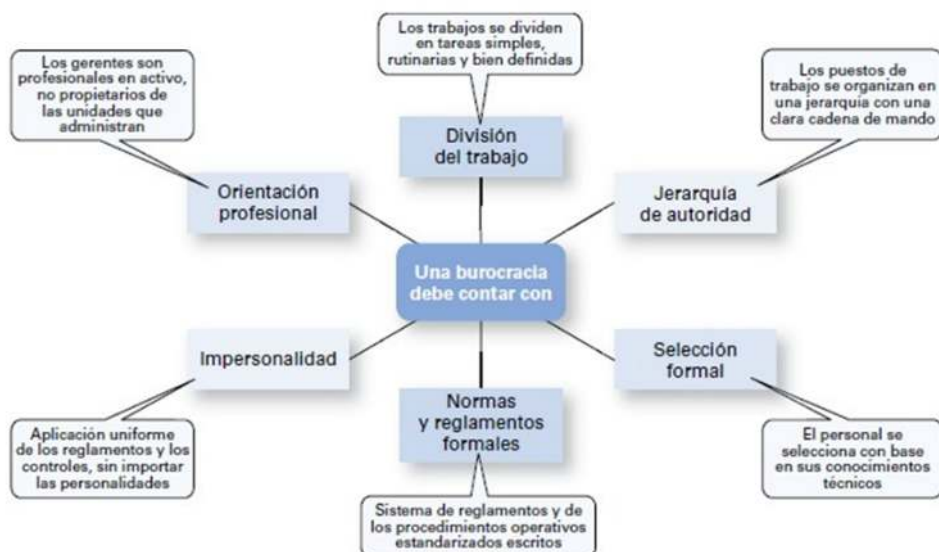 Los trabajos se dividen
en tareas simples,
rutinarias y bien definidas
División
del trabajo
Los gerentes son
profesionales en activo,
no propietarios de
las unidades que
administran
Orientación
profesional
Los puestos de
trabajo se organizan en
una jerarquía con una
clara cadena de mando
Jerarquía
de autoridad
Una burocracia
debe contar con
Impersonalidad
Aplicación uniforme
de los reglamentos y los
controles, sin importar
las personalidades
Normas
y reglamentos
formales
Sistema de reglamentos y de
los procedimientos operativos
estandarizados escritos
Selección
formal
El personal se
selecciona con base
en sus conocimientos
técnicos